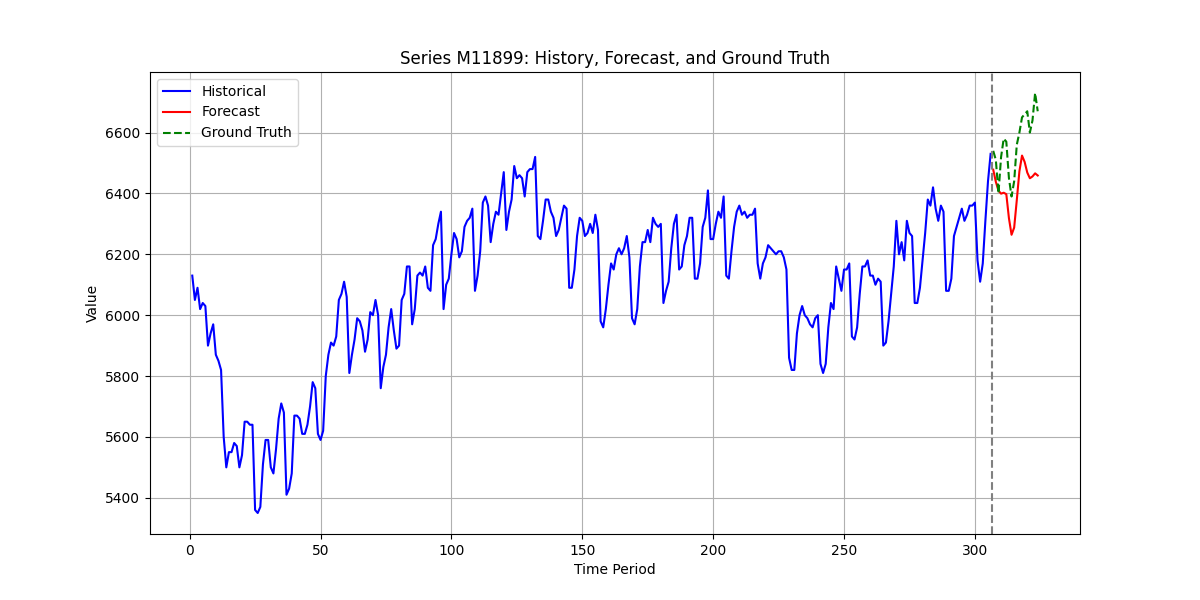 Series M11899: History, Forecast, and Ground Truth
Historical
Forecast
Ground Truth
6600
6400
6200
6000
5800
5600
5400
Value
0 50 100 150 200 250 300
Time Period